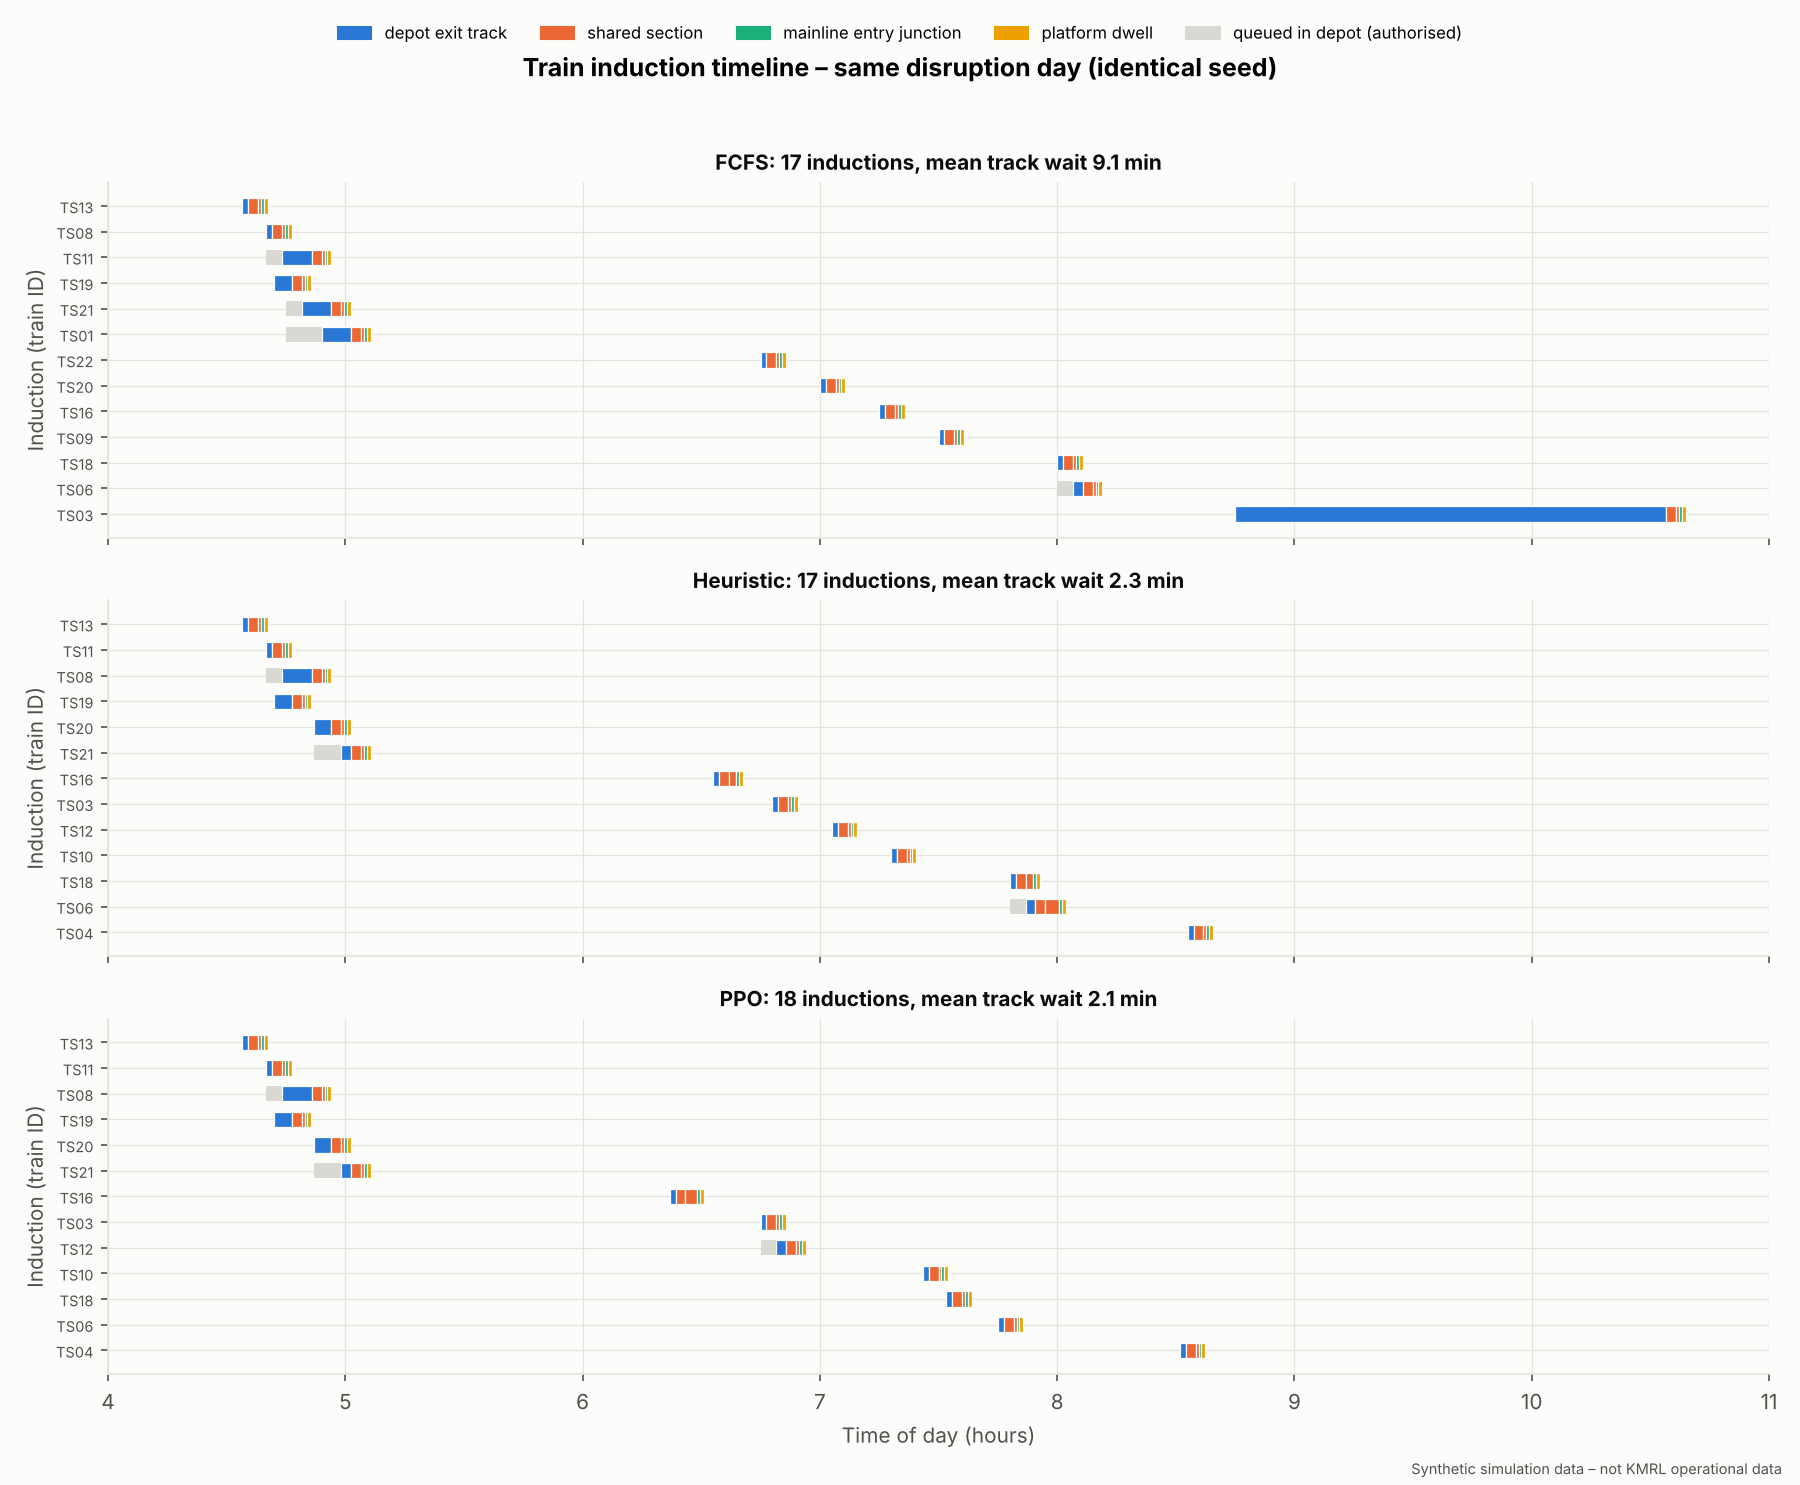 depot exit track shared section mainline entry junction platform dwell queued in depot (authorised)
Train induction timeline – same disruption day (identical seed)
FCFS: 17 inductions, mean track wait 9.1 min
Induction (train ID)
TS13
TS08
TS11
TS19
TS21
TS01
TS22
TS20
TS16
TS09
TS18
TS06
TS03
Heuristic: 17 inductions, mean track wait 2.3 min
Induction (train ID)
TS13
TS11
TS08
TS19
TS20
TS21
TS16
TS03
TS12
TS10
TS18
TS06
TS04
PPO: 18 inductions, mean track wait 2.1 min
Induction (train ID)
TS13
TS11
TS08
TS19
TS20
TS21
TS16
TS03
TS12
TS10
TS18
TS06
TS04
4 5 6 7 8 9 10 11
Time of day (hours)
Synthetic simulation data – not KMRL operational data